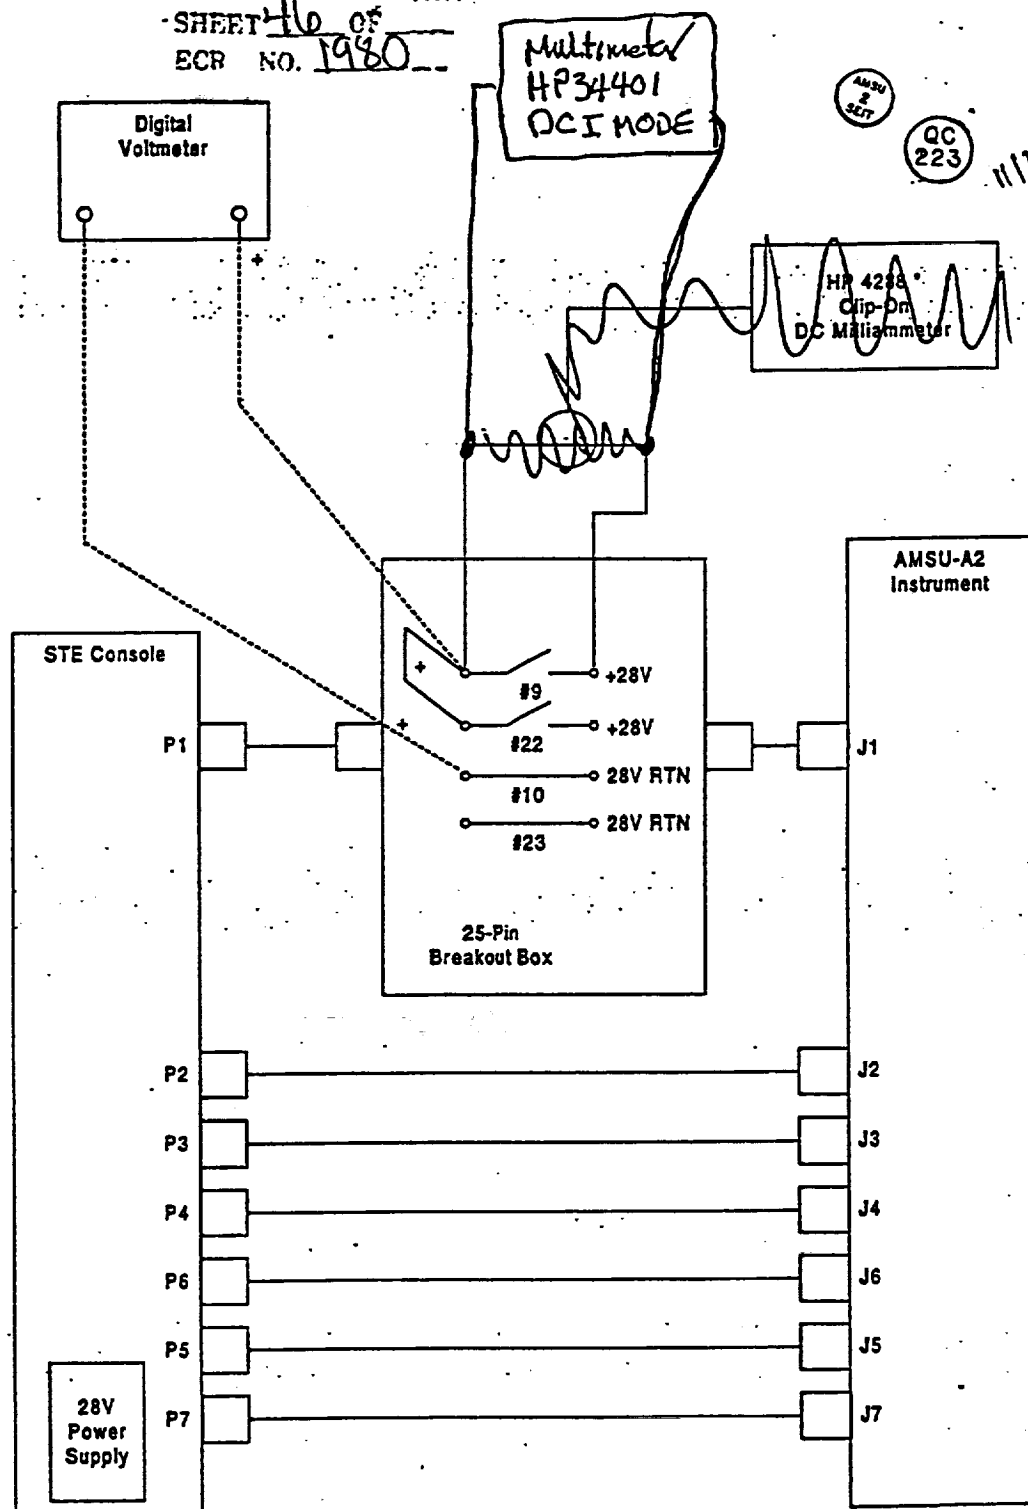 SHEET 46 OF
ECR NO. 1980
Multimeter
HP34401
DCI MODE
AMSU
2
SEIT
QC
223
11/
Digital
Voltmeter
+
HP 428B
Clip-On
DC Milliammeter
AMSU-A2
Instrument
STE Console
+
#9
+28V
+
#22
+28V
#10
28V RTN
#23
28V RTN
P1
J1
25-Pin
Breakout Box
P2
J2
P3
J3
P4
J4
P6
J6
P5
J5
P7
J7
28V
Power
Supply